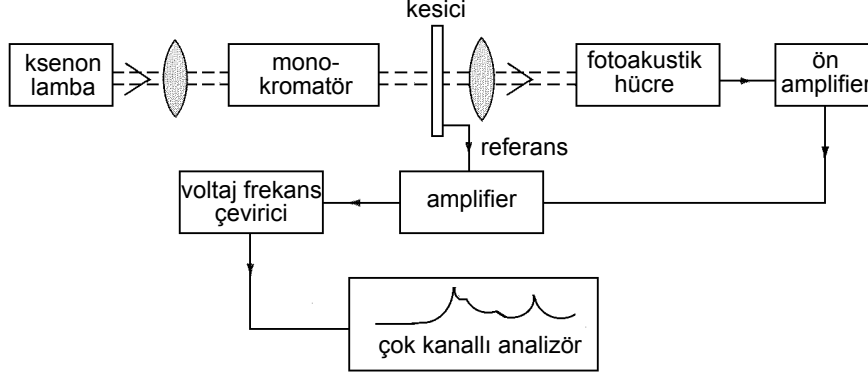 kesici
ksenon
lamba
mono-
kromatör
fotoakustik
hücre
ön
amplifier
referans
voltaj frekans
çevirici
amplifier
çok kanallı analizör